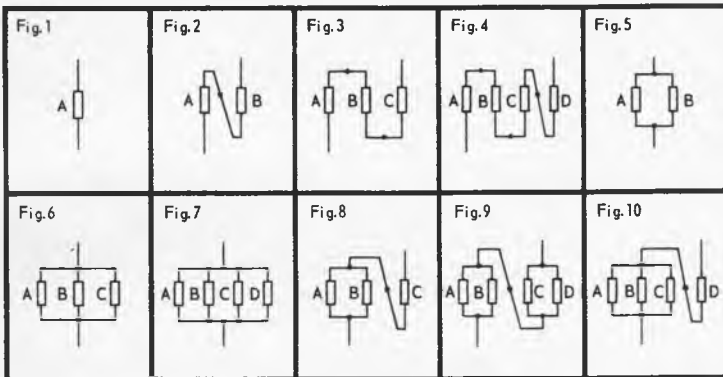 Fig.1
A
Fig.2
A B
Fig.3
A B C
Fig.4
A B C D
Fig.5
A B
Fig.6
A B C
Fig.7
A B C D
Fig.8
A B C
Fig.9
A B C D
Fig.10
A B C D